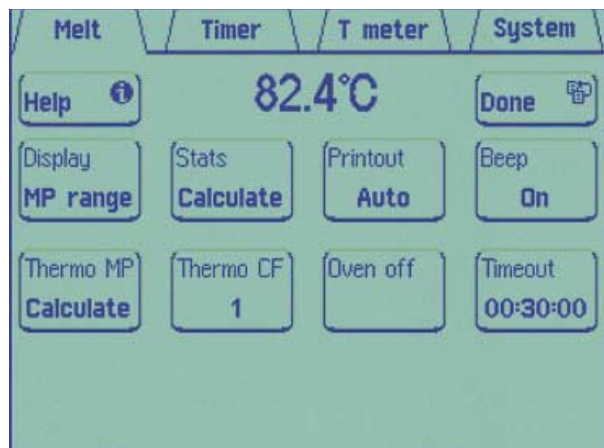 Melt Timer T meter System
Help 82.4°C Done
Display Stats Printout Beep
MP range Calculate Auto On
Thermo MP Thermo CF Oven off Timeout
Calculate 1 00:30:00